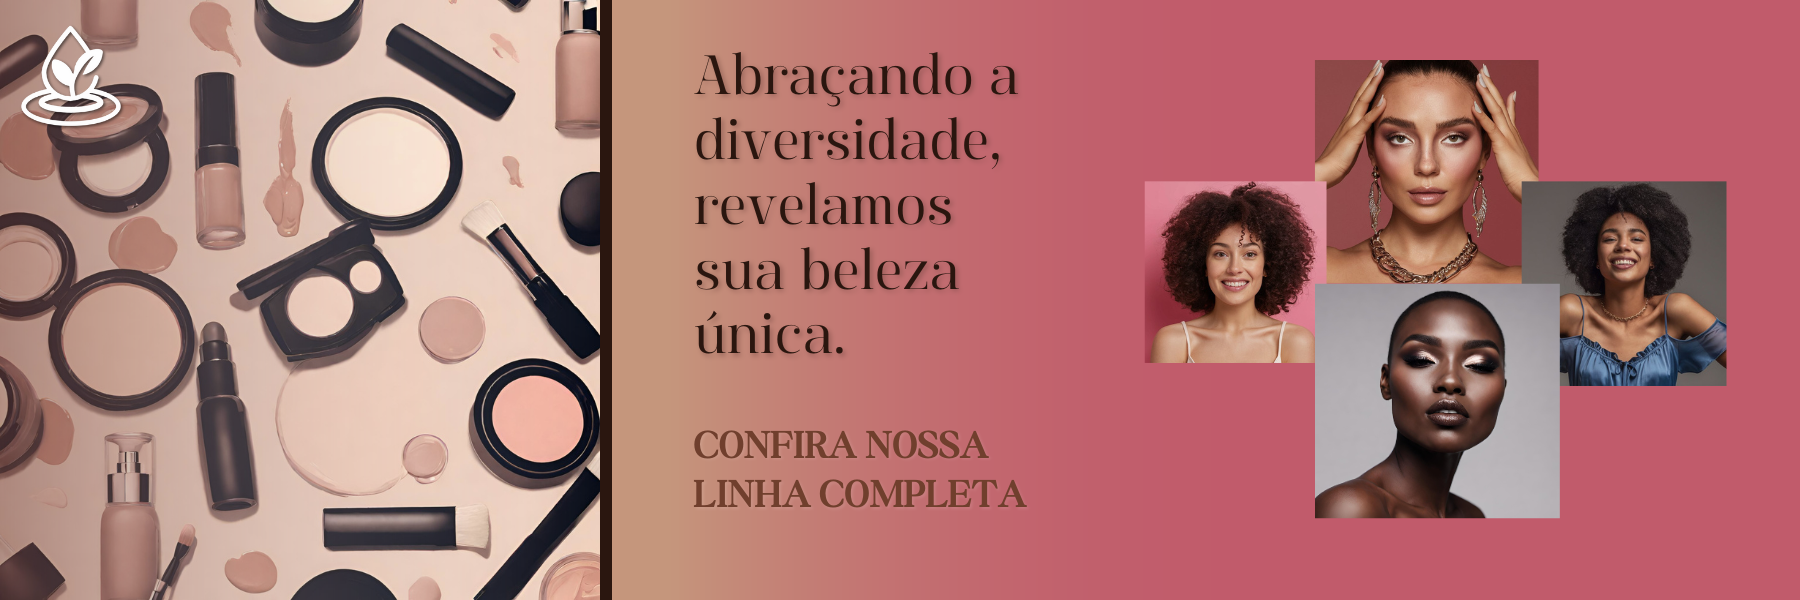 Abraçando a
diversidade,
revelamos
sua beleza
única.
CONFIRA NOSSA
LINHA COMPLETA